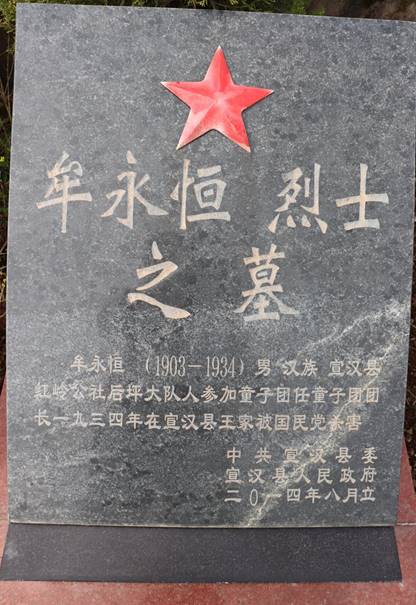 牟永恒 烈士
之 墓
牟永恒 (1903-1934) 男 汉族 宣汉县
红岭公社后坪大队人参加童子团任童子团团
长一九三四年在宣汉县王家被国民党杀害
中共宣汉县委
宣汉县人民政府
二0一四年八月立